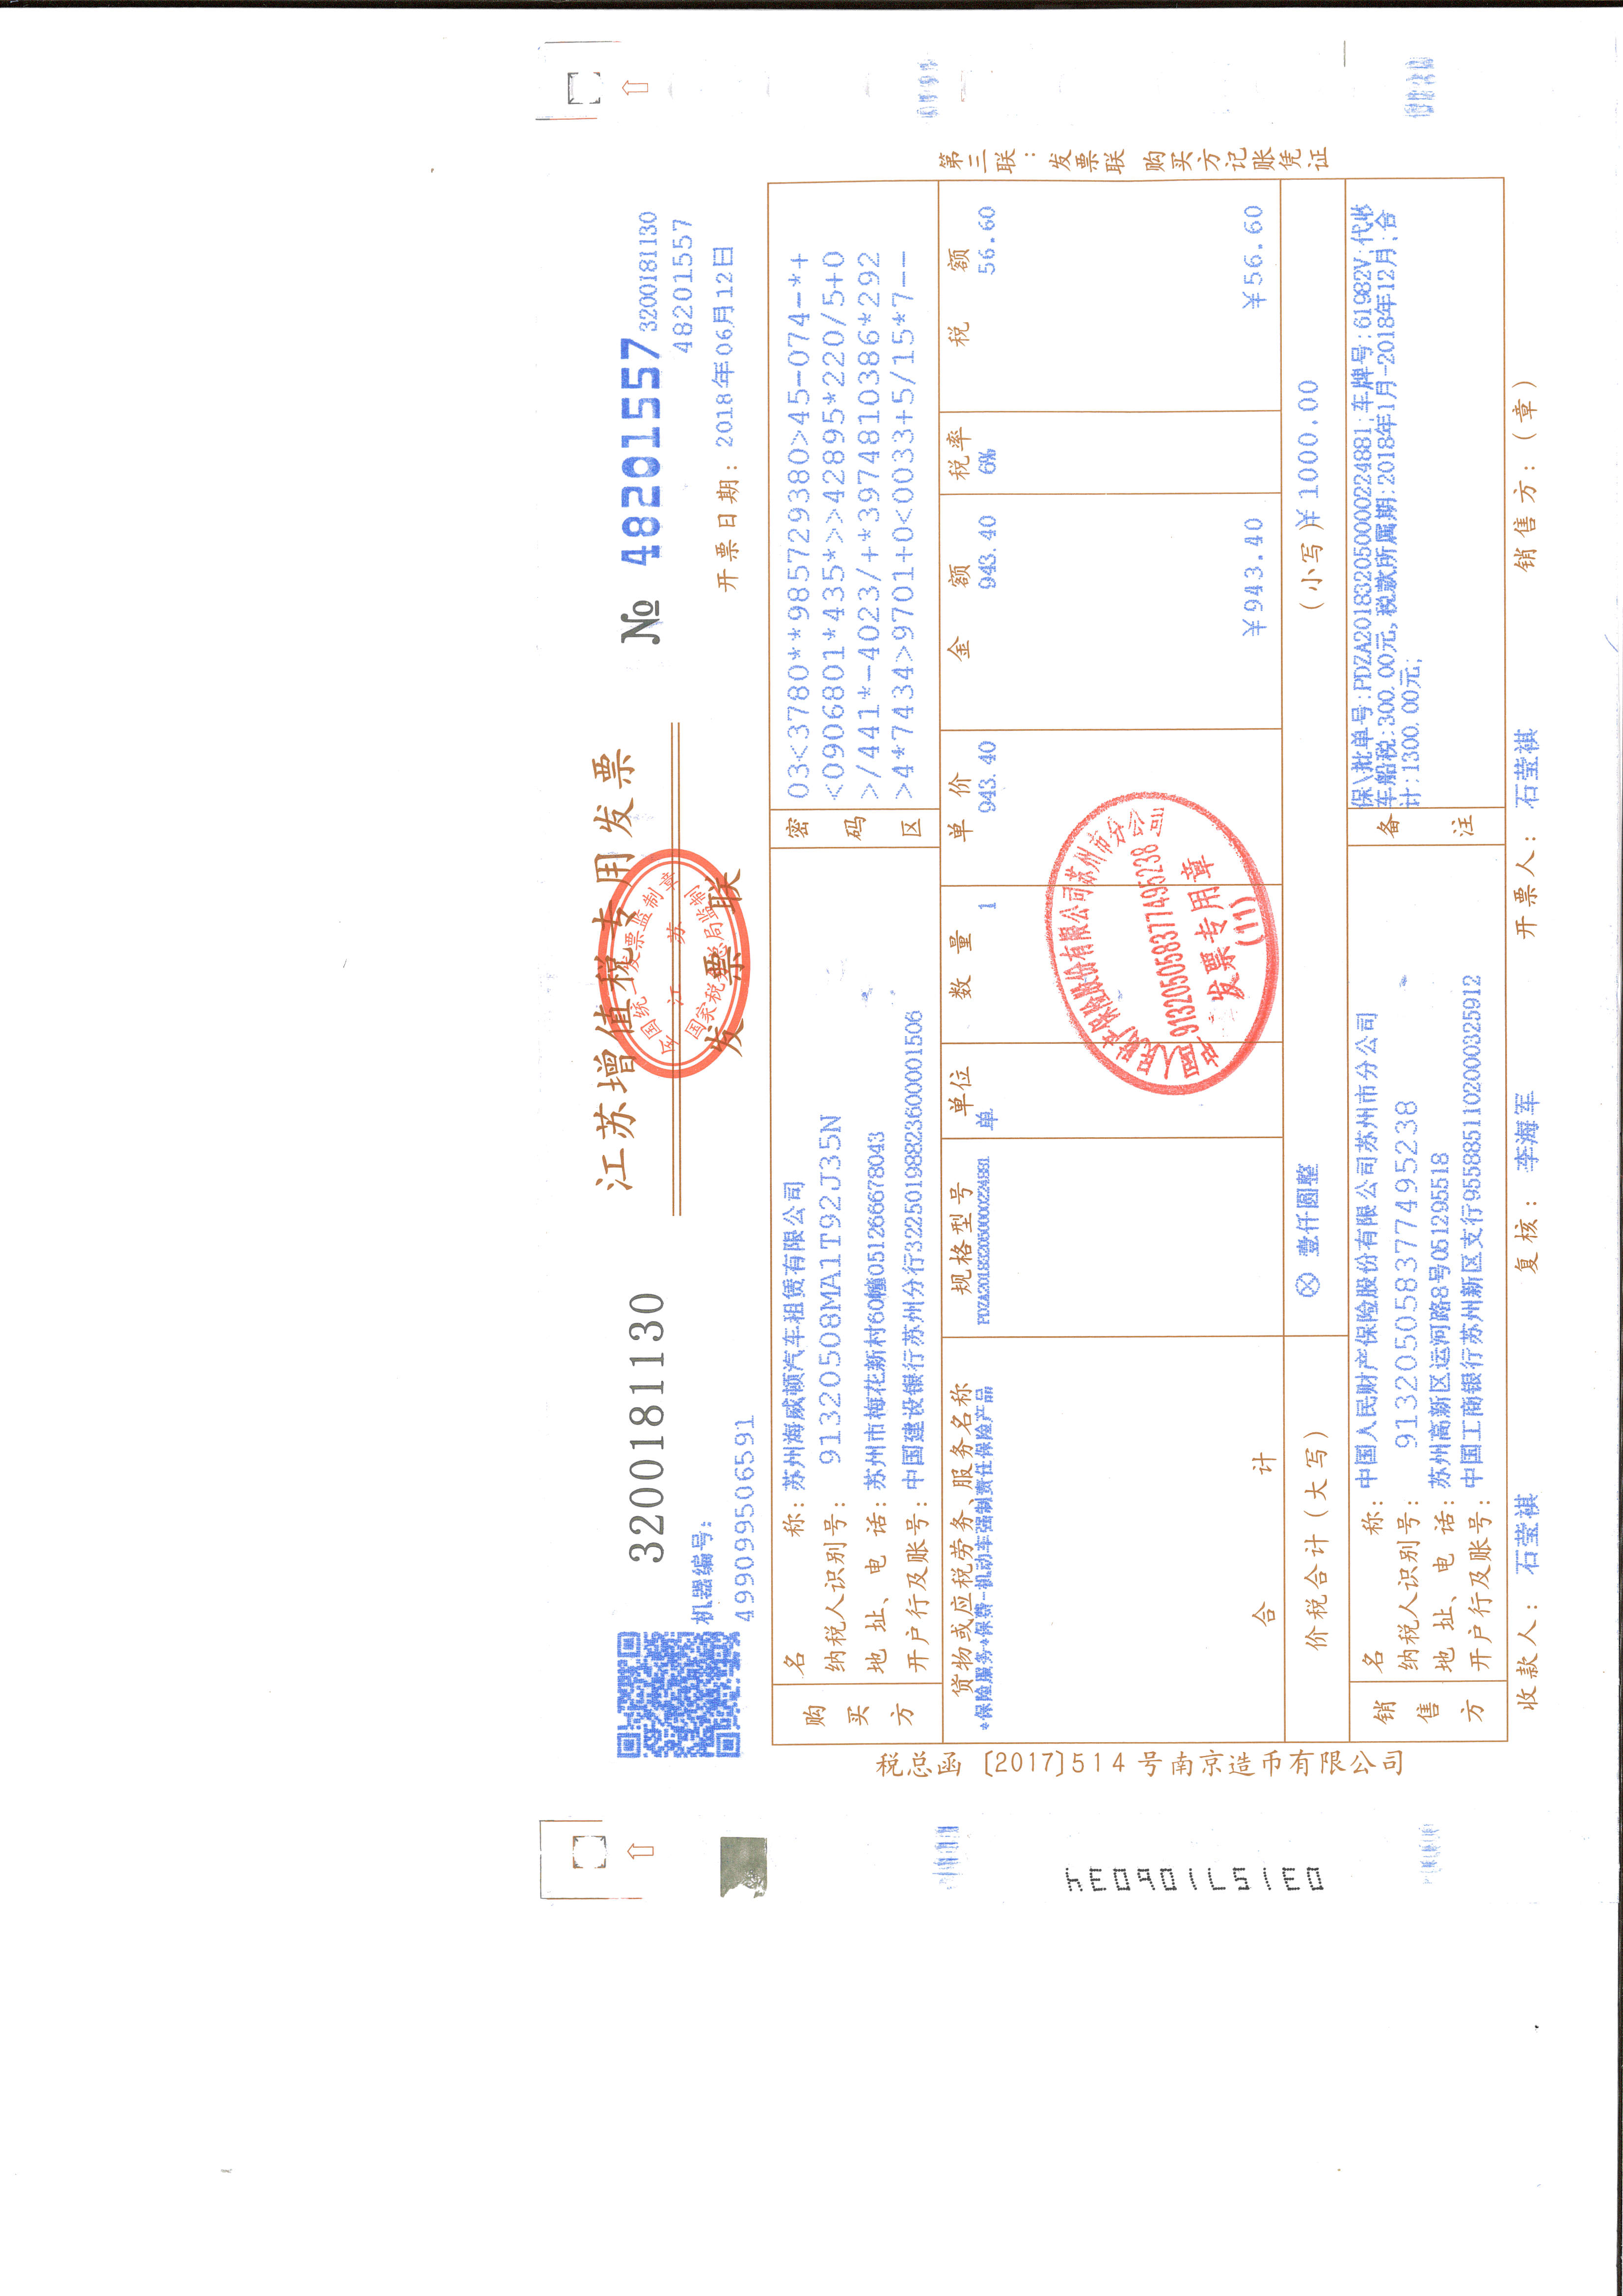 江苏增值税专用发票
发票联
3200181130
№ 48201557
3200181130
48201557
机器编号:
499099506591
开票日期: 2018年06月12日
购买方
名称: 苏州海威顿汽车租赁有限公司
纳税人识别号: 91320508MA1T92J35N
地址、电话: 苏州市梅花新村60幢051266678043
开户行及账号: 中国建设银行苏州分行32250198823600001506
密码区
03<3780**985729380>45-074-*+
<0906801*435*>>42895*220/5+0
>/441*-4023/+*3974810386*292
>4*7434>9701+0<0033+5/15*7--
货物或应税劳务、服务名称 规格型号 单位 数量 单价 金额 税率 税额
*保险服务*保费-机动车强制责任保险产品 PDZA20183205000022488​1 单 1 943.40 943.40 6% 56.60
合计 ¥943.40 ¥56.60
价税合计(大写) ⊗ 壹仟圆整 (小写)¥1000.00
销售方
名称: 中国人民财产保险股份有限公司苏州市分公司
纳税人识别号: 913205058377495238
地址、电话: 苏州高新区运河路8号051295518
开户行及账号: 中国工商银行苏州新区支行9558851102000325912
备注
保\批单号:PDZA201832050000224881;车牌号:61982V;代收
车船税:300.00元,税款所属期:2018年1月-2018年12月;合
计:1300.00元;
收款人: 石莹祺 复核: 李海军 开票人: 石莹祺 销售方:(章)
第三联:发票联 购买方记账凭证
税总函〔2017〕514号南京造币有限公司
全国统一发票监制章
江苏
国家税务总局监制
中国人民财产保险股份有限公司苏州市分公司
913205058377495238
发票专用章
(11)